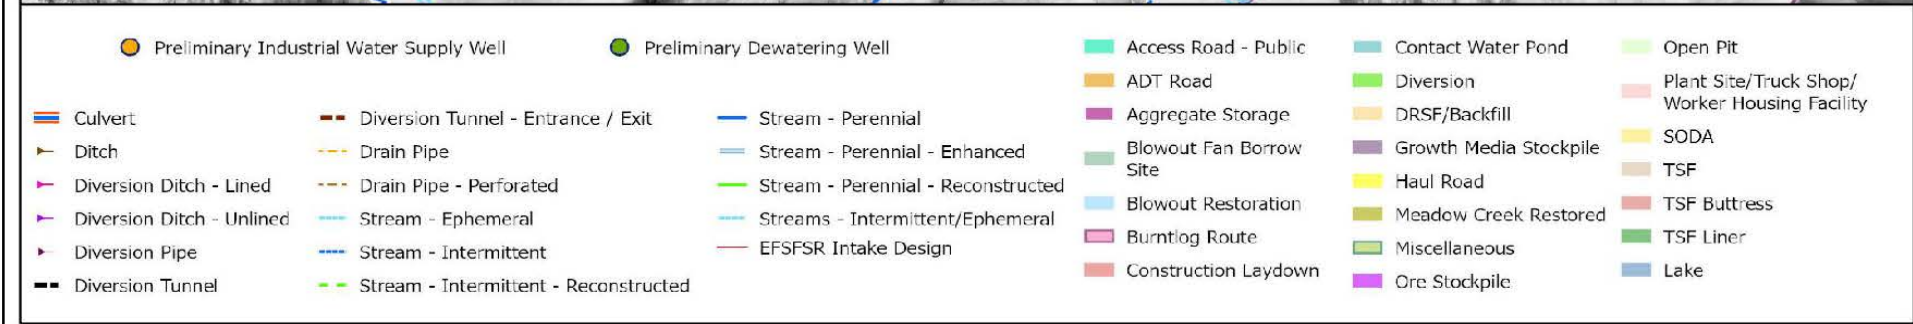 Preliminary Industrial Water Supply Well
Preliminary Dewatering Well
Culvert
Ditch
Diversion Ditch - Lined
Diversion Ditch - Unlined
Diversion Pipe
Diversion Tunnel
Diversion Tunnel - Entrance / Exit
Drain Pipe
Drain Pipe - Perforated
Stream - Ephemeral
Stream - Intermittent
Stream - Intermittent - Reconstructed
Stream - Perennial
Stream - Perennial - Enhanced
Stream - Perennial - Reconstructed
Streams - Intermittent/Ephemeral
EFSFSR Intake Design
Access Road - Public
ADT Road
Aggregate Storage
Blowout Fan Borrow
Site
Blowout Restoration
Burntlog Route
Construction Laydown
Contact Water Pond
Diversion
DRSF/Backfill
Growth Media Stockpile
Haul Road
Meadow Creek Restored
Miscellaneous
Ore Stockpile
Open Pit
Plant Site/Truck Shop/
Worker Housing Facility
SODA
TSF
TSF Buttress
TSF Liner
Lake